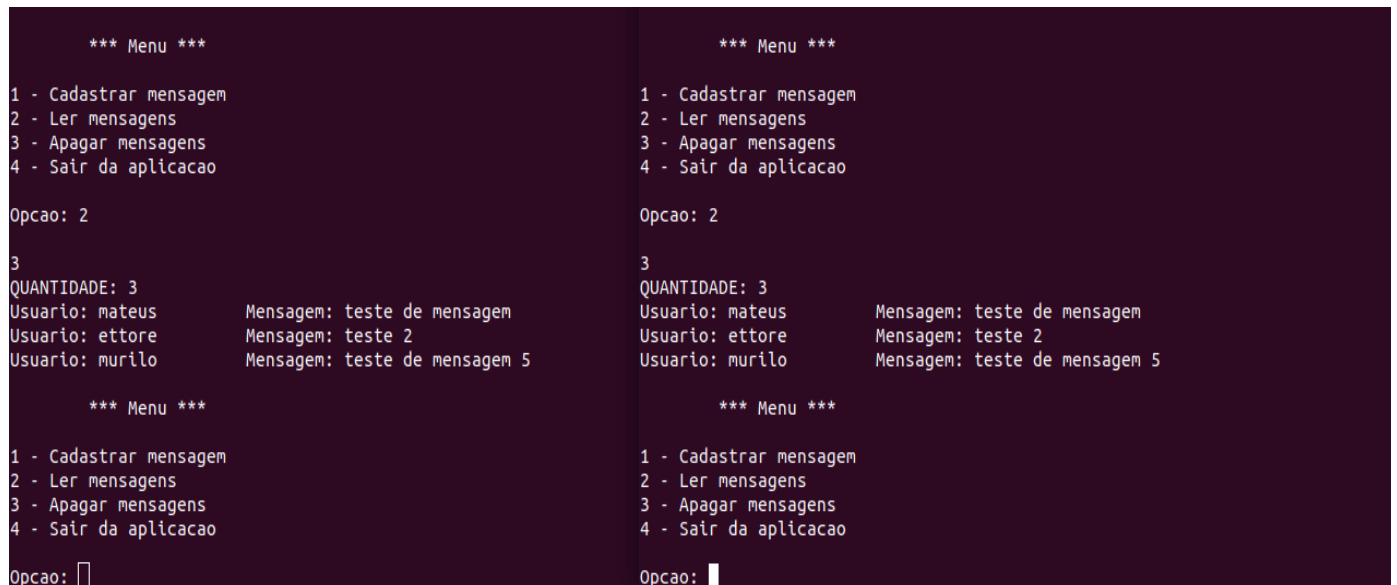 *** Menu ***
1 - Cadastrar mensagem
2 - Ler mensagens
3 - Apagar mensagens
4 - Sair da aplicacao
Opcao: 2
3
QUANTIDADE: 3
Usuario: mateus Mensagem: teste de mensagem
Usuario: ettore Mensagem: teste 2
Usuario: murilo Mensagem: teste de mensagem 5
*** Menu ***
1 - Cadastrar mensagem
2 - Ler mensagens
3 - Apagar mensagens
4 - Sair da aplicacao
Opcao:
*** Menu ***
1 - Cadastrar mensagem
2 - Ler mensagens
3 - Apagar mensagens
4 - Sair da aplicacao
Opcao: 2
3
QUANTIDADE: 3
Usuario: mateus Mensagem: teste de mensagem
Usuario: ettore Mensagem: teste 2
Usuario: murilo Mensagem: teste de mensagem 5
*** Menu ***
1 - Cadastrar mensagem
2 - Ler mensagens
3 - Apagar mensagens
4 - Sair da aplicacao
Opcao: